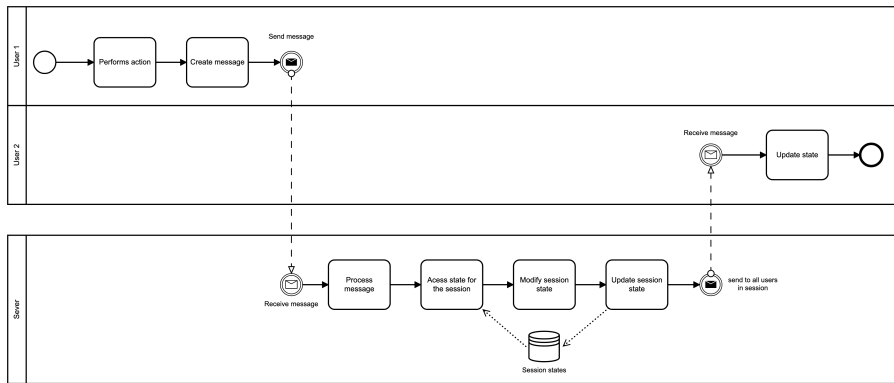 User 1
Performs action
Create message
Send message
User 2
Receive message
Update state
Sever
Receive message
Process
message
Acess state for
the session
Modify session
state
Update session
state
send to all users
in session
Session states